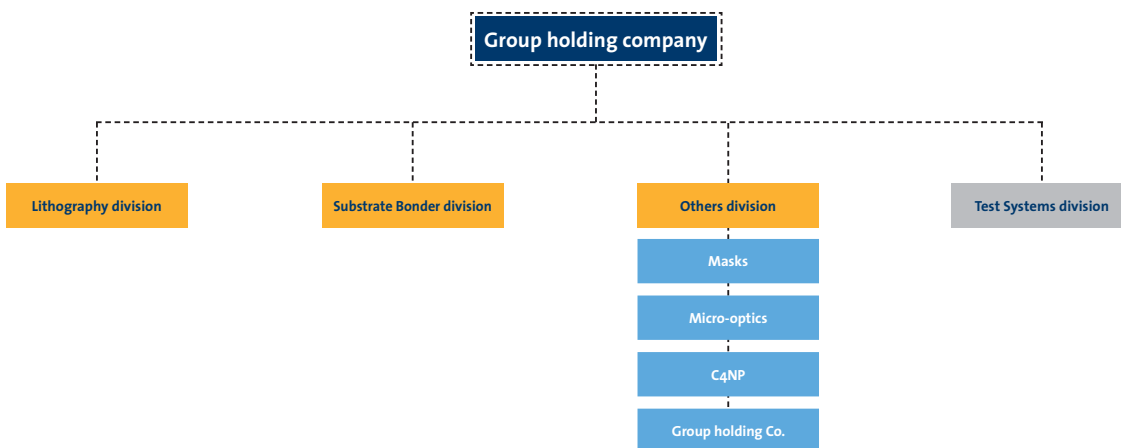 Group holding company
Lithography division
Substrate Bonder division
Others division
Test Systems division
Masks
Micro-optics
C4NP
Group holding Co.